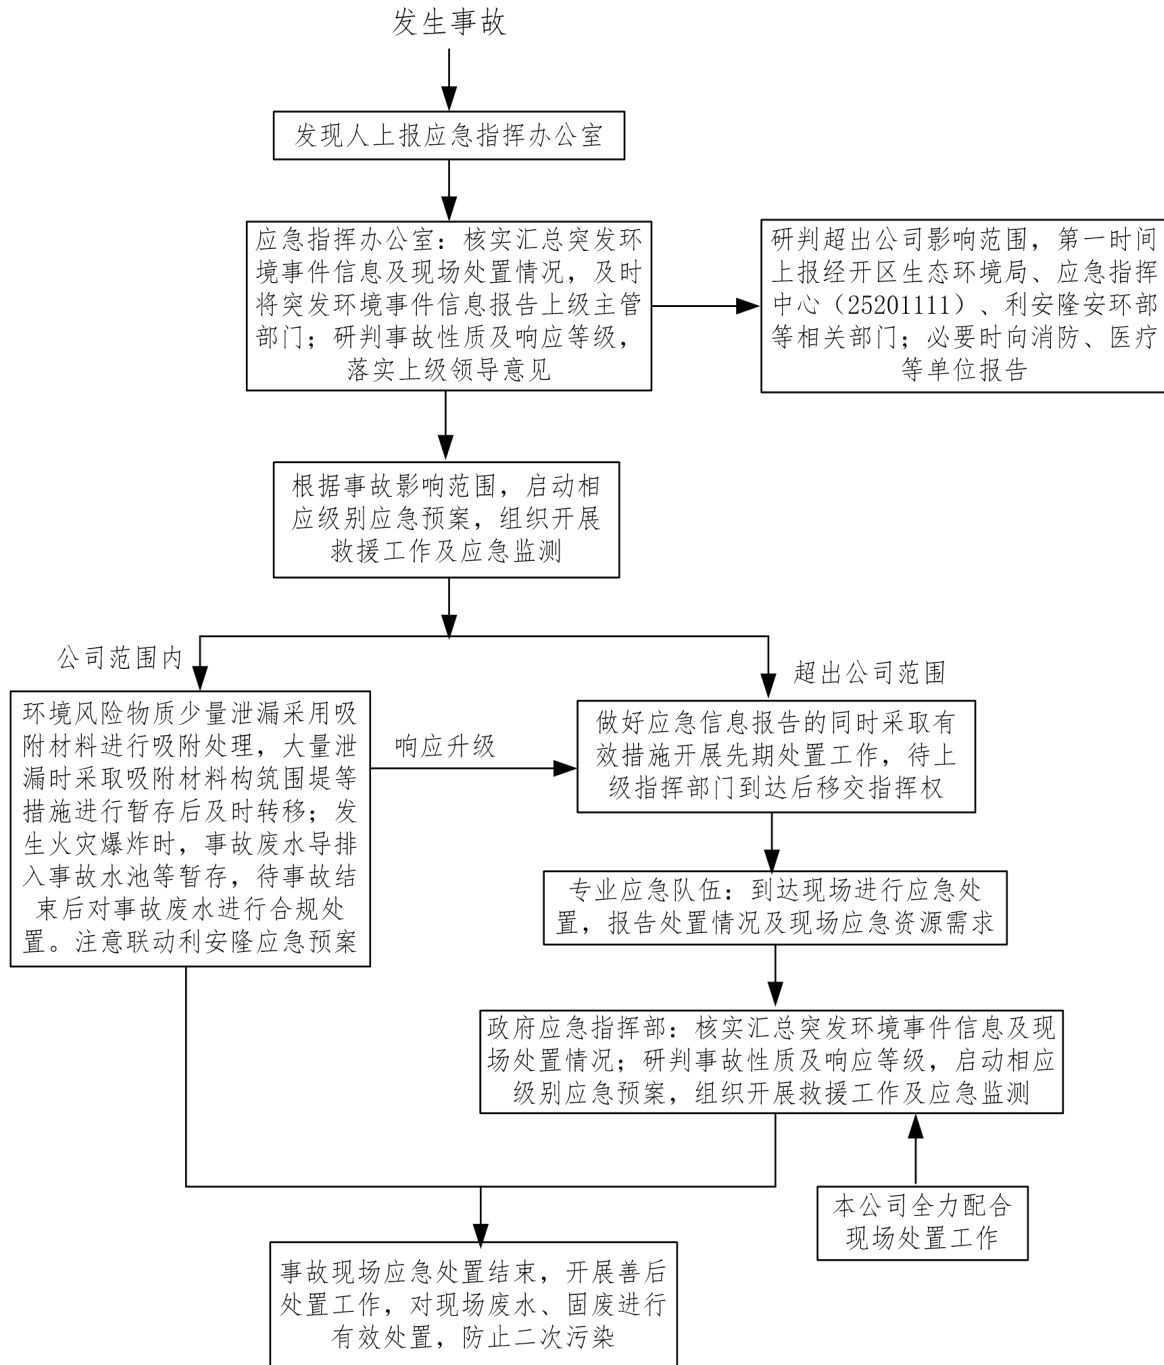 发生事故
发现人上报应急指挥办公室
应急指挥办公室：核实汇总突发环
境事件信息及现场处置情况，及时
将突发环境事件信息报告上级主管
部门；研判事故性质及响应等级，
落实上级领导意见
研判超出公司影响范围，第一时间
上报经开区生态环境局、应急指挥
中心（25201111）、利安隆安环部
等相关部门；必要时向消防、医疗
等单位报告
根据事故影响范围，启动相
应级别应急预案，组织开展
救援工作及应急监测
公司范围内
超出公司范围
环境风险物质少量泄漏采用吸
附材料进行吸附处理，大量泄
漏时采取吸附材料构筑围堤等
措施进行暂存后及时转移；发
生火灾爆炸时，事故废水导排
入事故水池等暂存，待事故结
束后对事故废水进行合规处
置。注意联动利安隆应急预案
响应升级
做好应急信息报告的同时采取有
效措施开展先期处置工作，待上
级指挥部门到达后移交指挥权
专业应急队伍：到达现场进行应急处
置，报告处置情况及现场应急资源需求
政府应急指挥部：核实汇总突发环境事件信息及现
场处置情况；研判事故性质及响应等级，启动相应
级别应急预案，组织开展救援工作及应急监测
本公司全力配合
现场处置工作
事故现场应急处置结束，开展善后
处置工作，对现场废水、固废进行
有效处置，防止二次污染